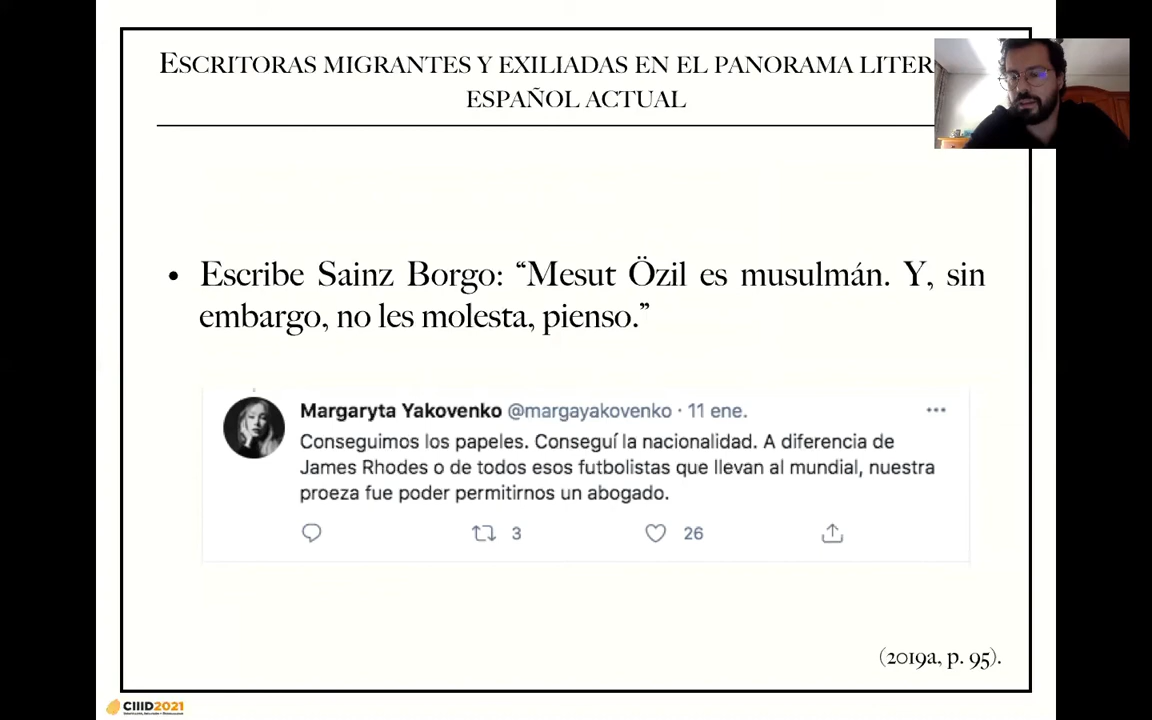 ESCRITORAS MIGRANTES Y EXILIADAS EN EL PANORAMA LITER
ESPAÑOL ACTUAL
• Escribe Sainz Borgo: “Mesut Özil es musulmán. Y, sin
embargo, no les molesta, pienso.”
Margaryta Yakovenko @margayakovenko · 11 ene.
Conseguimos los papeles. Conseguí la nacionalidad. A diferencia de
James Rhodes o de todos esos futbolistas que llevan al mundial, nuestra
proeza fue poder permitirnos un abogado.
3 26
(2019a, p. 95).
CIIID2021